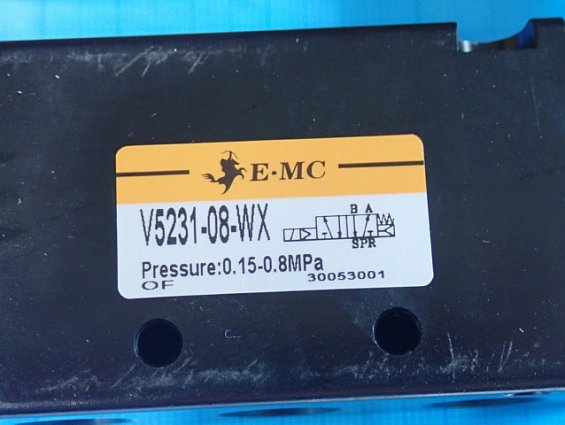 E·MC
V5231-08-WX
B A
SPR
Pressure:0.15-0.8MPa
OF 30053001